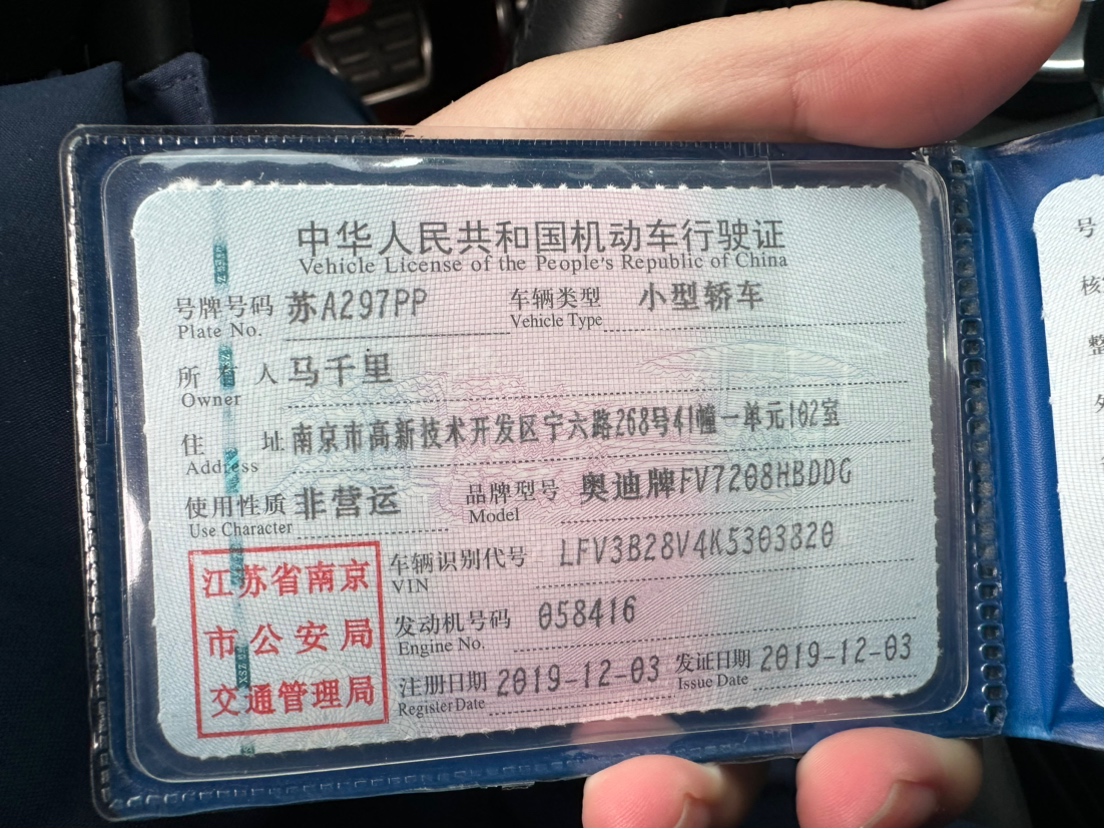 中华人民共和国机动车行驶证
Vehicle License of the People's Republic of China
号牌号码 苏A297PP 车辆类型 小型轿车
Plate No. Vehicle Type
所有人 马千里
Owner
住址 南京市高新技术开发区宁六路268号41幢一单元102室
Address
使用性质 非营运 品牌型号 奥迪牌FV7208HBDDG
Use Character Model
车辆识别代号 LFV3B28V4K5303820
VIN
发动机号码 058416
Engine No.
注册日期 2019-12-03 发证日期 2019-12-03
Register Date Issue Date
江苏省南京
市公安局
交通管理局
号
核
整